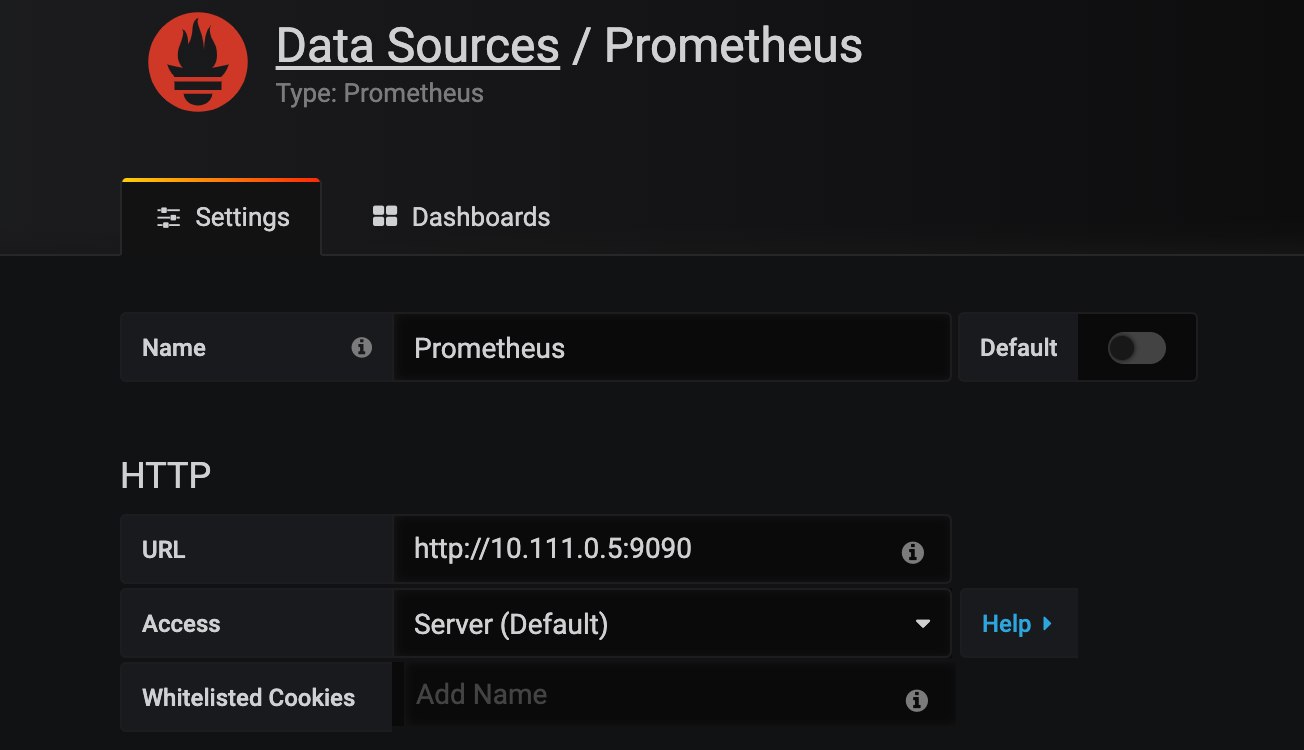 Data Sources / Prometheus
Type: Prometheus
Settings Dashboards
Name Prometheus Default
HTTP
URL http://10.111.0.5:9090
Access Server (Default) Help
Whitelisted Cookies Add Name